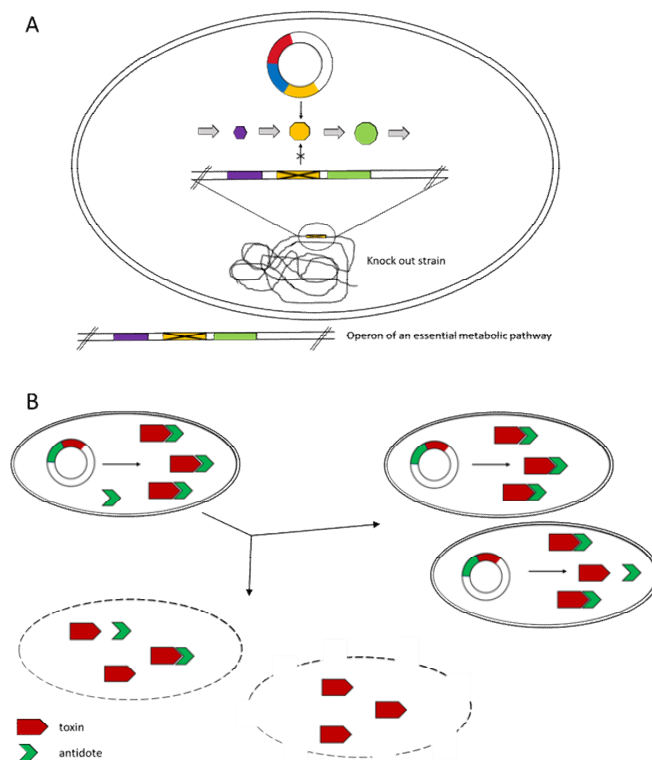 A
Knock out strain
Operon of an essential metabolic pathway
B
toxin
antidote